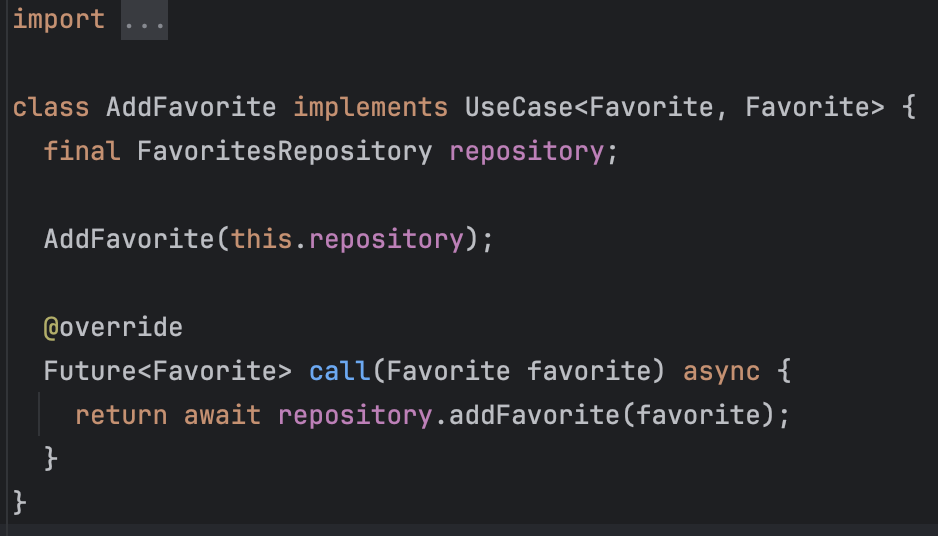 import ...
class AddFavorite implements UseCase<Favorite, Favorite> {
final FavoritesRepository repository;
AddFavorite(this.repository);
@override
Future<Favorite> call(Favorite favorite) async {
return await repository.addFavorite(favorite);
}
}